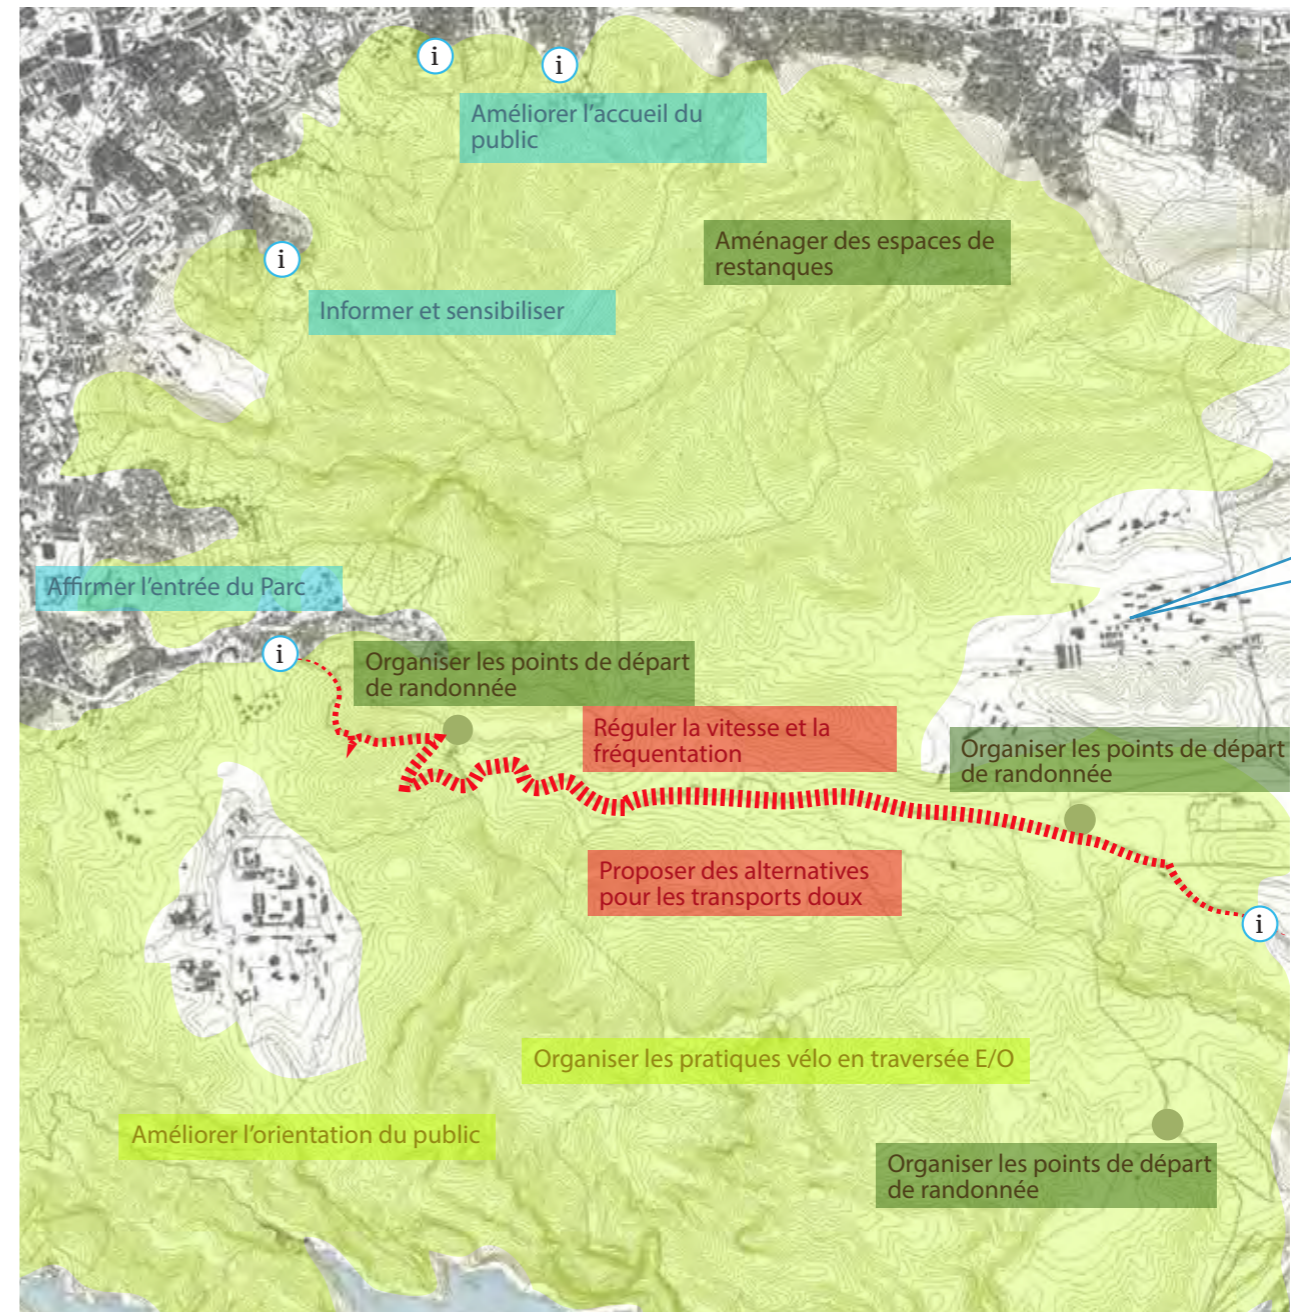 i
i
Améliorer l’accueil du
public
Aménager des espaces de
restanques
i
Informer et sensibiliser
Affirmer l’entrée du Parc
i
Organiser les points de départ
de randonnée
Réguler la vitesse et la
fréquentation
Organiser les points de départ
de randonnée
Proposer des alternatives
pour les transports doux
i
Organiser les pratiques vélo en traversée E/O
Améliorer l’orientation du public
Organiser les points de départ
de randonnée